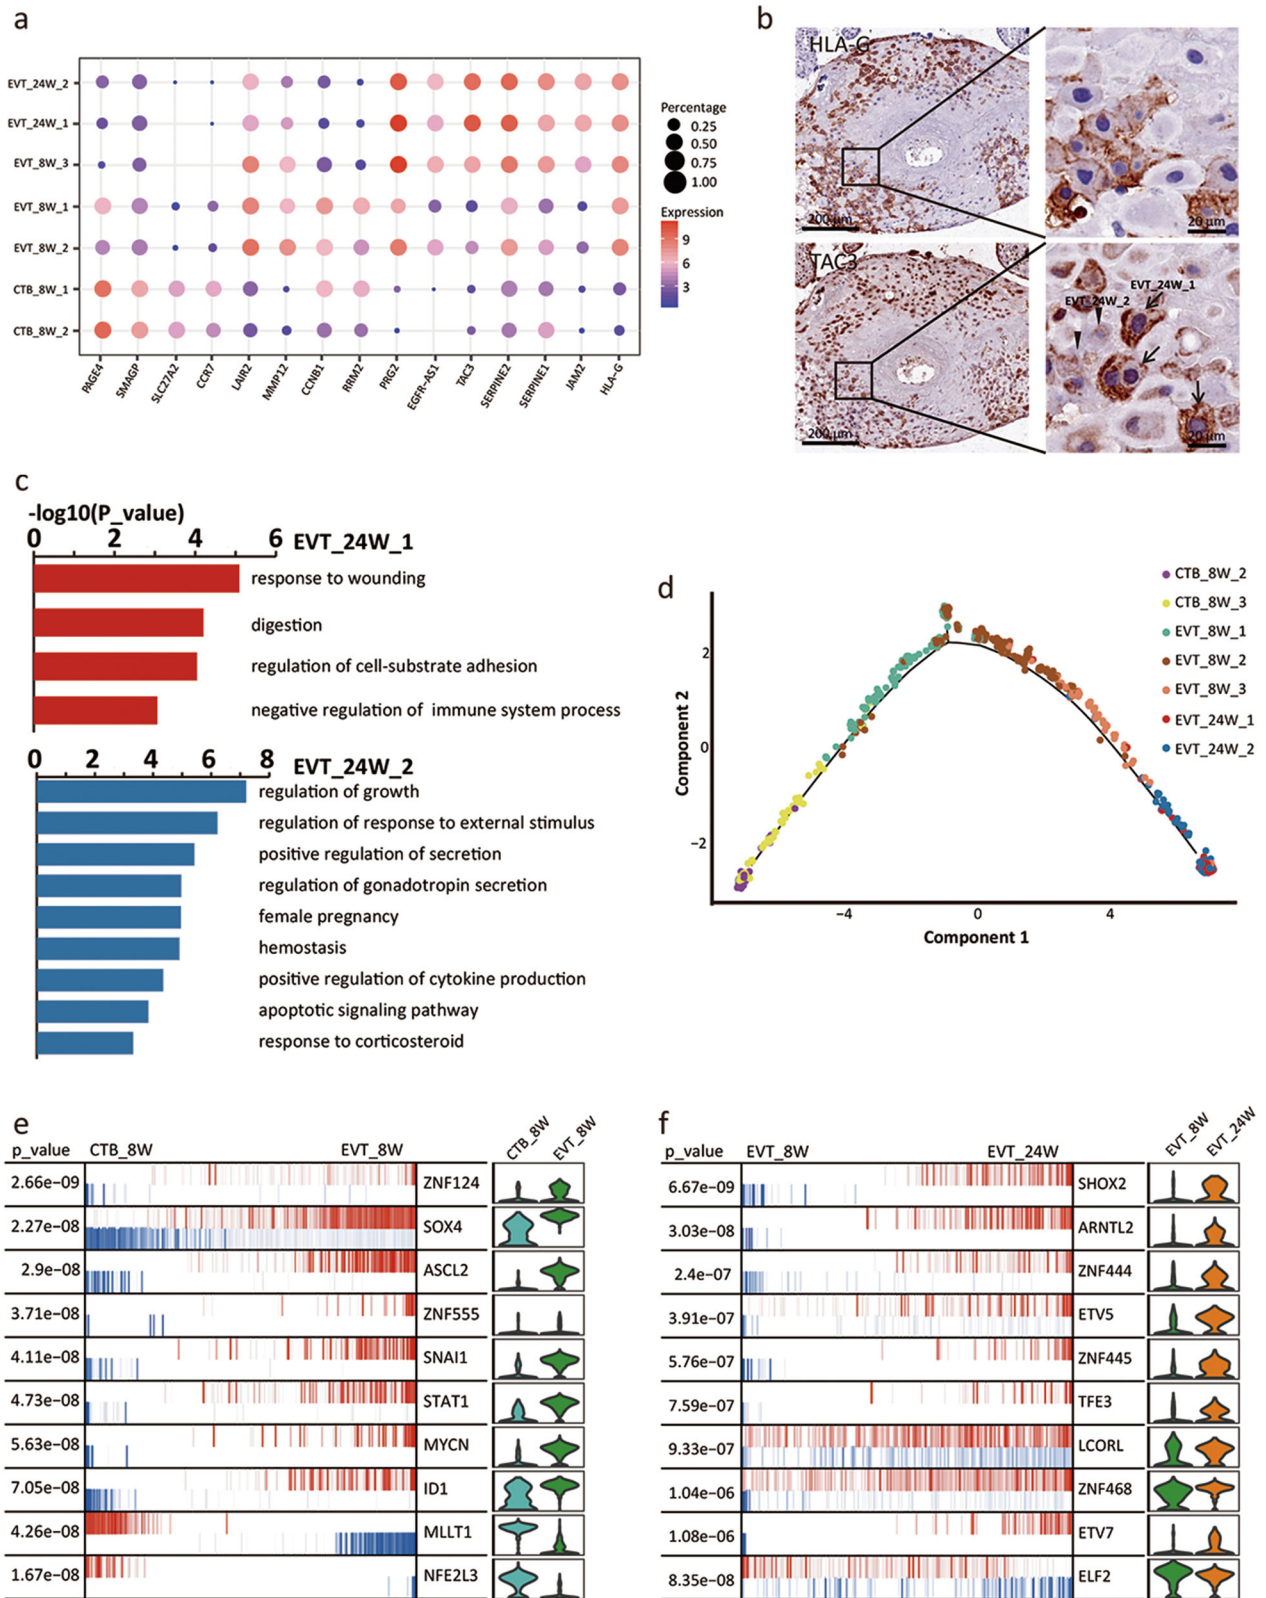 a
EVT_24W_2
EVT_24W_1
EVT_8W_3
EVT_8W_1
EVT_8W_2
CTB_8W_1
CTB_8W_2
PAGE4 SMAGP SLC27A2 CCR7 LAIR2 MMP12 CCNB1 RRM2 PRG2 EGFR-AS1 TAC3 SERPINE2 SERPINE1 JAM2 HLA-G
Percentage
0.25
0.50
0.75
1.00
Expression
9
6
3
b
HLA-G
200 μm
20 μm
TAC3
EVT_24W_1
EVT_24W_2
200 μm
20 μm
c
-log10(P_value)
0 2 4 6 EVT_24W_1
response to wounding
digestion
regulation of cell-substrate adhesion
negative regulation of immune system process
0 2 4 6 8 EVT_24W_2
regulation of growth
regulation of response to external stimulus
positive regulation of secretion
regulation of gonadotropin secretion
female pregnancy
hemostasis
positive regulation of cytokine production
apoptotic signaling pathway
response to corticosteroid
d
CTB_8W_2
CTB_8W_3
EVT_8W_1
EVT_8W_2
EVT_8W_3
EVT_24W_1
EVT_24W_2
Component 2
2
0
−2
−4 0 4
Component 1
e
p_value CTB_8W EVT_8W CTB_8W EVT_8W
2.66e−09 ZNF124
2.27e−08 SOX4
2.9e−08 ASCL2
3.71e−08 ZNF555
4.11e−08 SNAI1
4.73e−08 STAT1
5.63e−08 MYCN
7.05e−08 ID1
4.26e−08 MLLT1
1.67e−08 NFE2L3
f
p_value EVT_8W EVT_24W EVT_8W EVT_24W
6.67e−09 SHOX2
3.03e−08 ARNTL2
2.4e−07 ZNF444
3.91e−07 ETV5
5.76e−07 ZNF445
7.59e−07 TFE3
9.33e−07 LCORL
1.04e−06 ZNF468
1.08e−06 ETV7
8.35e−08 ELF2